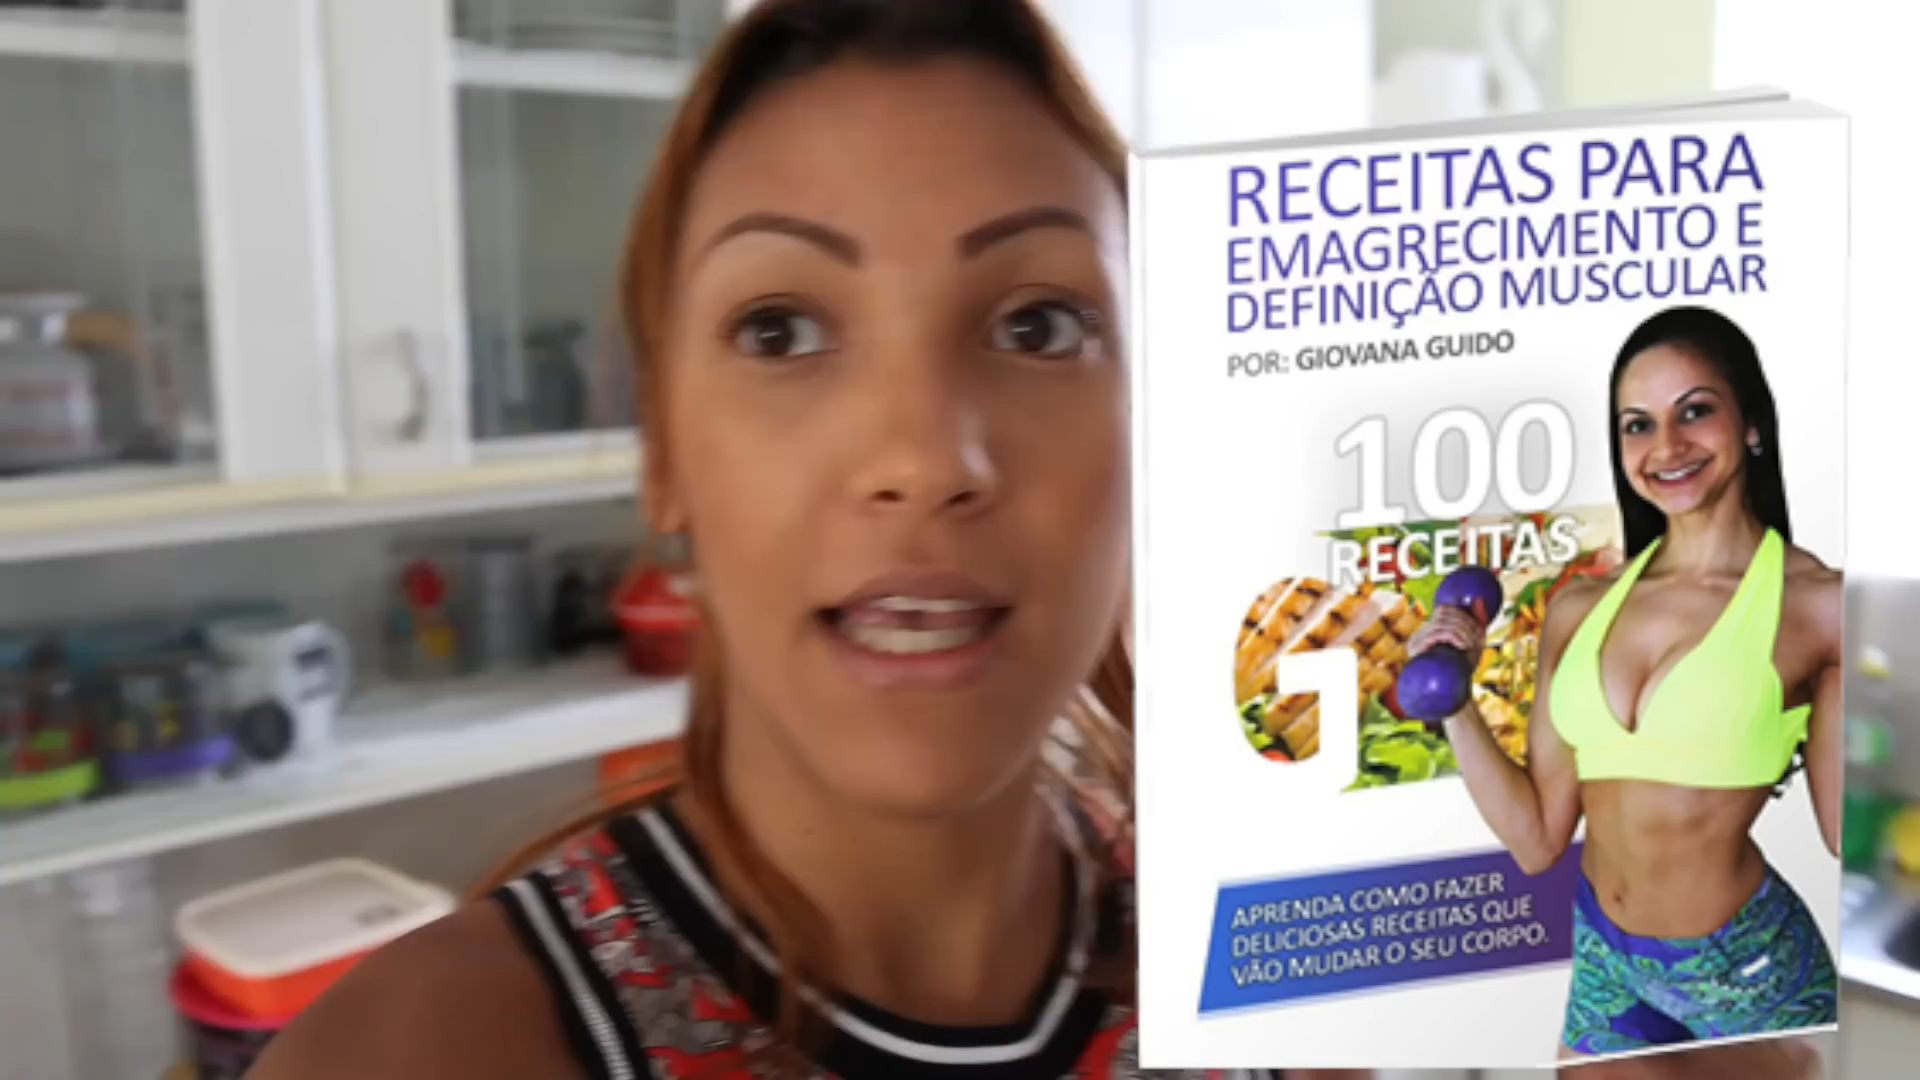 RECEITAS PARA
EMAGRECIMENTO E
DEFINIÇÃO MUSCULAR
POR: GIOVANA GUIDO
100
RECEITAS
G
APRENDA COMO FAZER
DELICIOSAS RECEITAS QUE
VÃO MUDAR O SEU CORPO.